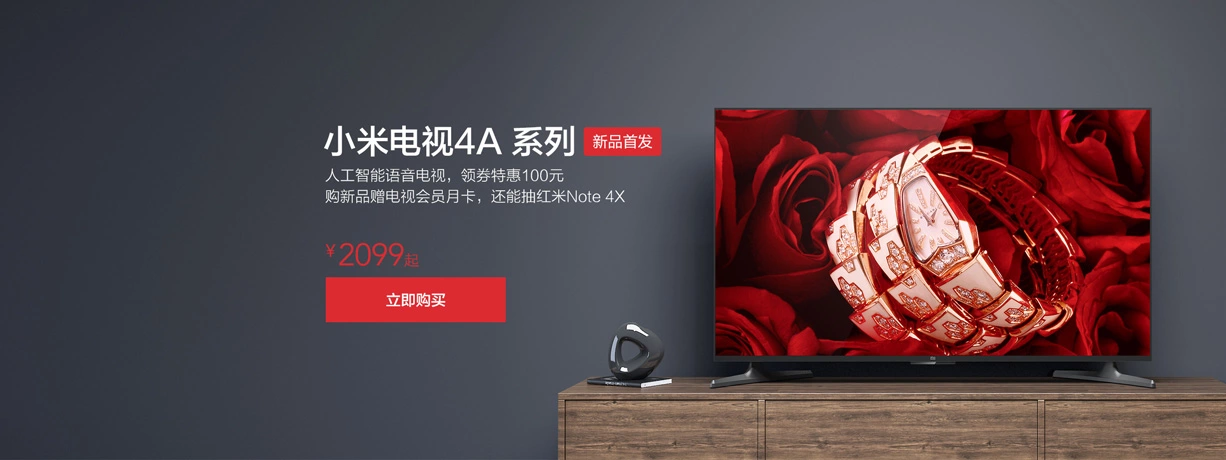 小米电视4A 系列 新品首发
人工智能语音电视，领券特惠100元
购新品赠电视会员月卡，还能抽红米Note 4X
¥2099起
立即购买